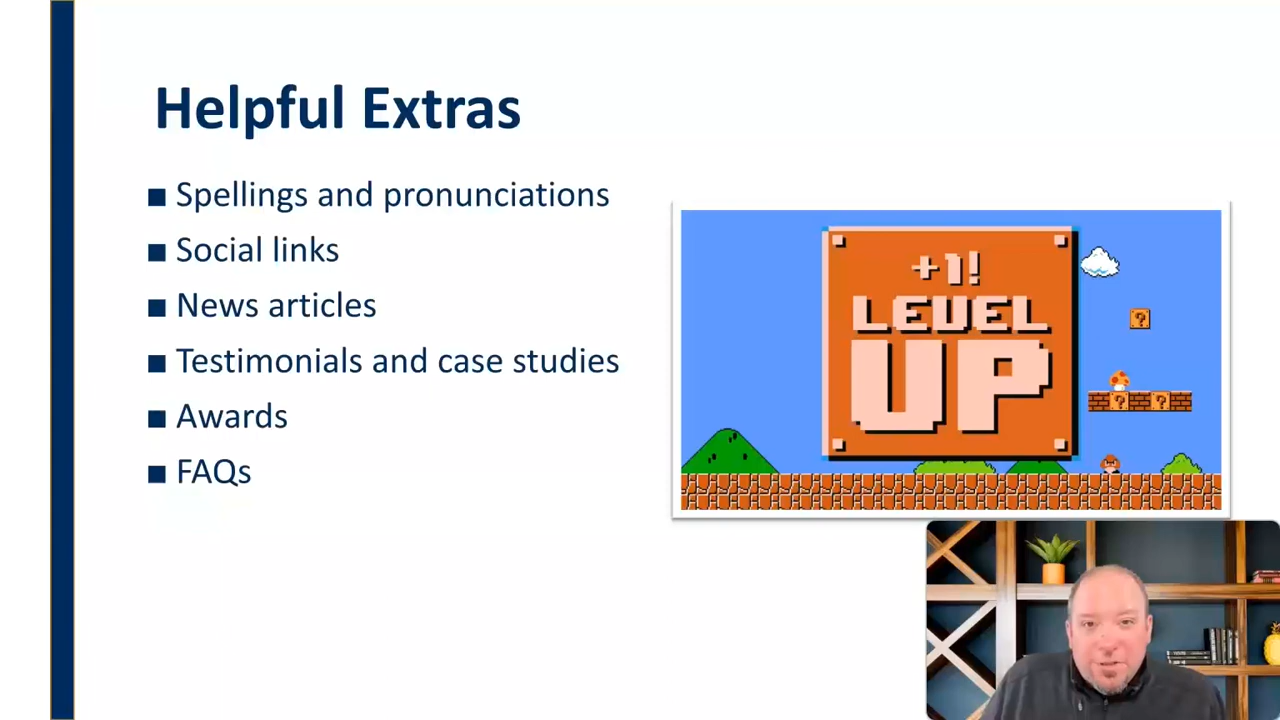 Helpful Extras
■ Spellings and pronunciations
■ Social links
■ News articles
■ Testimonials and case studies
■ Awards
■ FAQs
+1!
LEVEL
UP
?
? ?